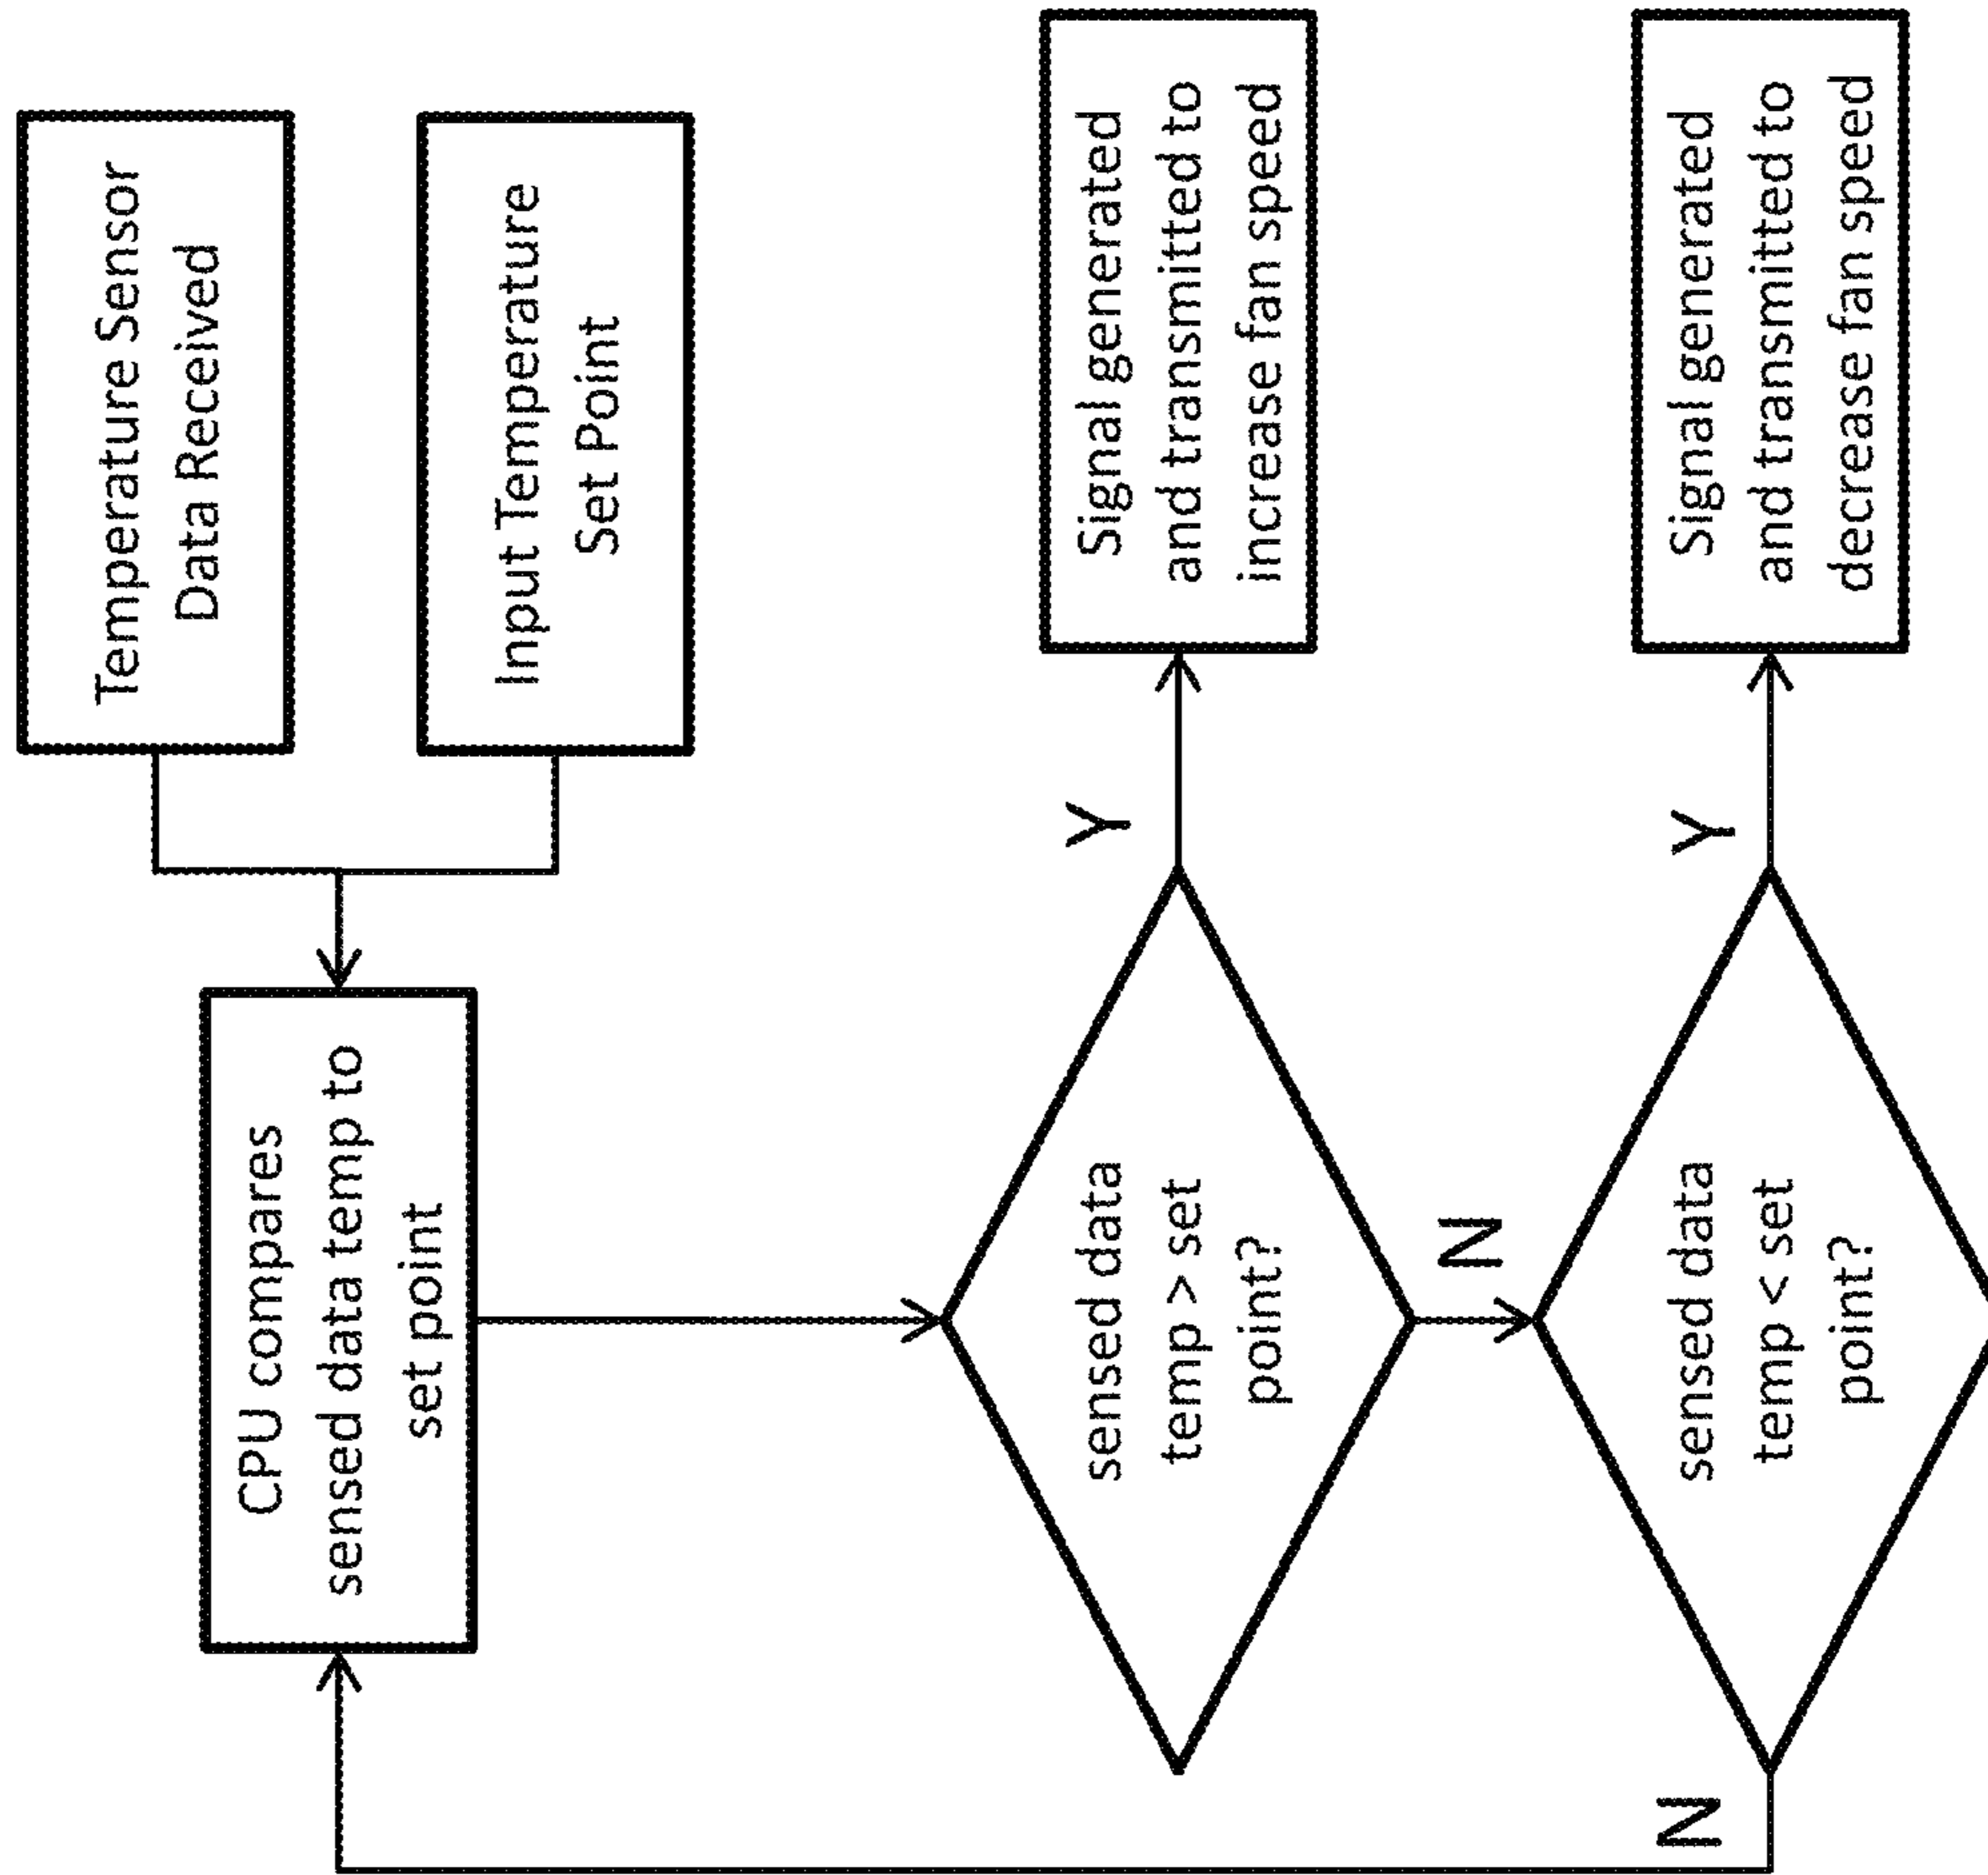 Temperature Sensor
Data Received
Input Temperature
Set Point
CPU compares
sensed data temp to
set point
sensed data
temp > set
point?
Y
Signal generated
and transmitted to
increase fan speed
N
sensed data
temp < set
point?
Y
Signal generated
and transmitted to
decrease fan speed
N